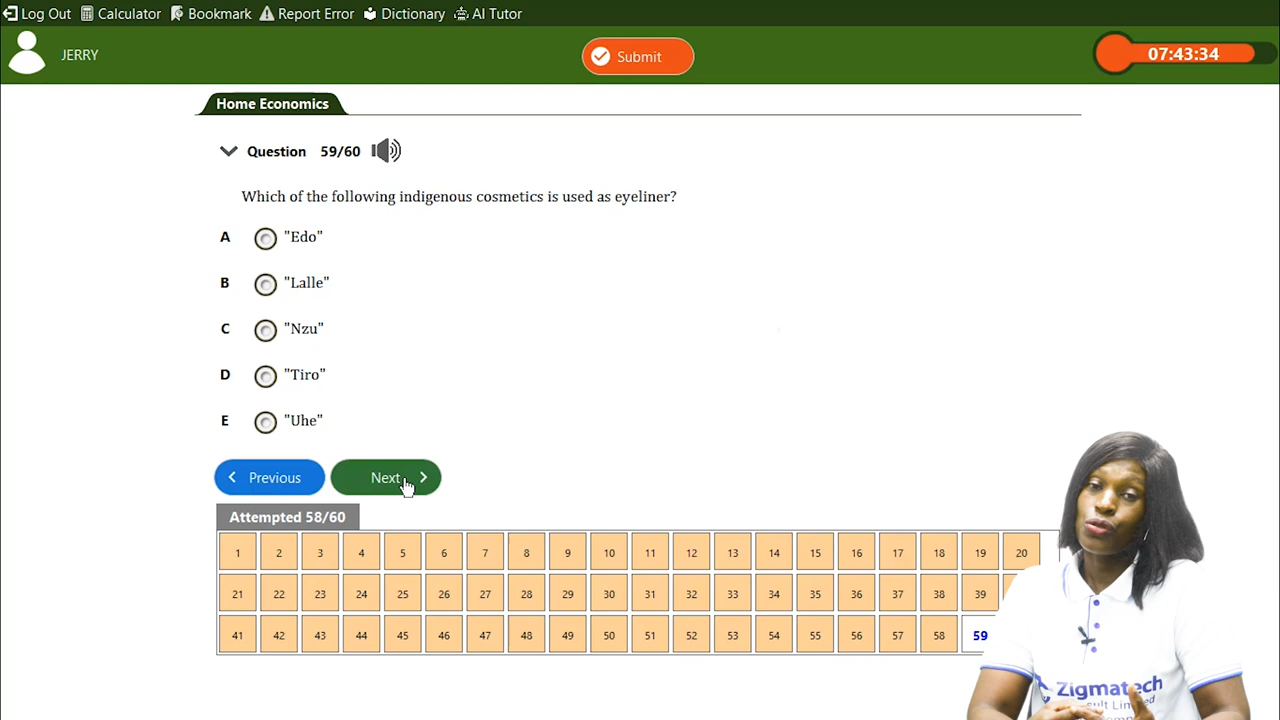 Log Out Calculator Bookmark Report Error Dictionary AI Tutor
JERRY
Submit
07:43:34
Home Economics
Question 59/60
Which of the following indigenous cosmetics is used as eyeliner?
A "Edo"
B "Lalle"
C "Nzu"
D "Tiro"
E "Uhe"
Previous Next
Attempted 58/60
1 2 3 4 5 6 7 8 9 10 11 12 13 14 15 16 17 18 19 20
21 22 23 24 25 26 27 28 29 30 31 32 33 34 35 36 37 38 39
41 42 43 44 45 46 47 48 49 50 51 52 53 54 55 56 57 58 59
Zigmatech
sult Limited